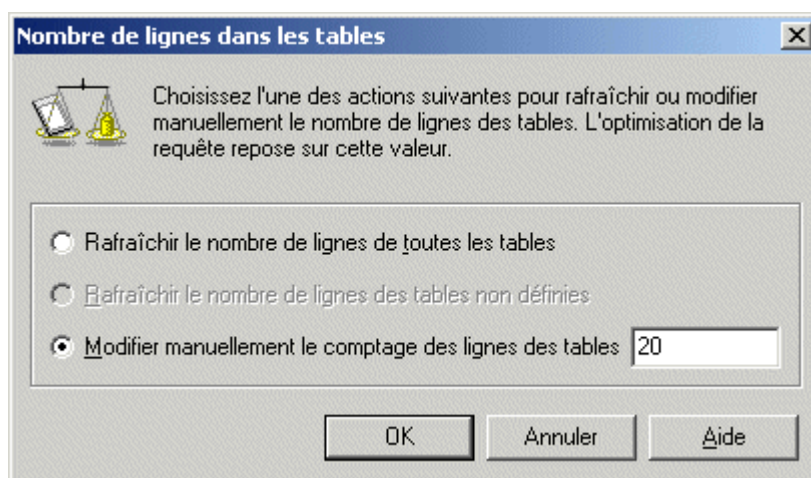 Nombre de lignes dans les tables
Choisissez l'une des actions suivantes pour rafraîchir ou modifier
manuellement le nombre de lignes des tables. L'optimisation de la
requête repose sur cette valeur.
Rafraîchir le nombre de lignes de toutes les tables
Rafraîchir le nombre de lignes des tables non définies
Modifier manuellement le comptage des lignes des tables 20
OK Annuler Aide